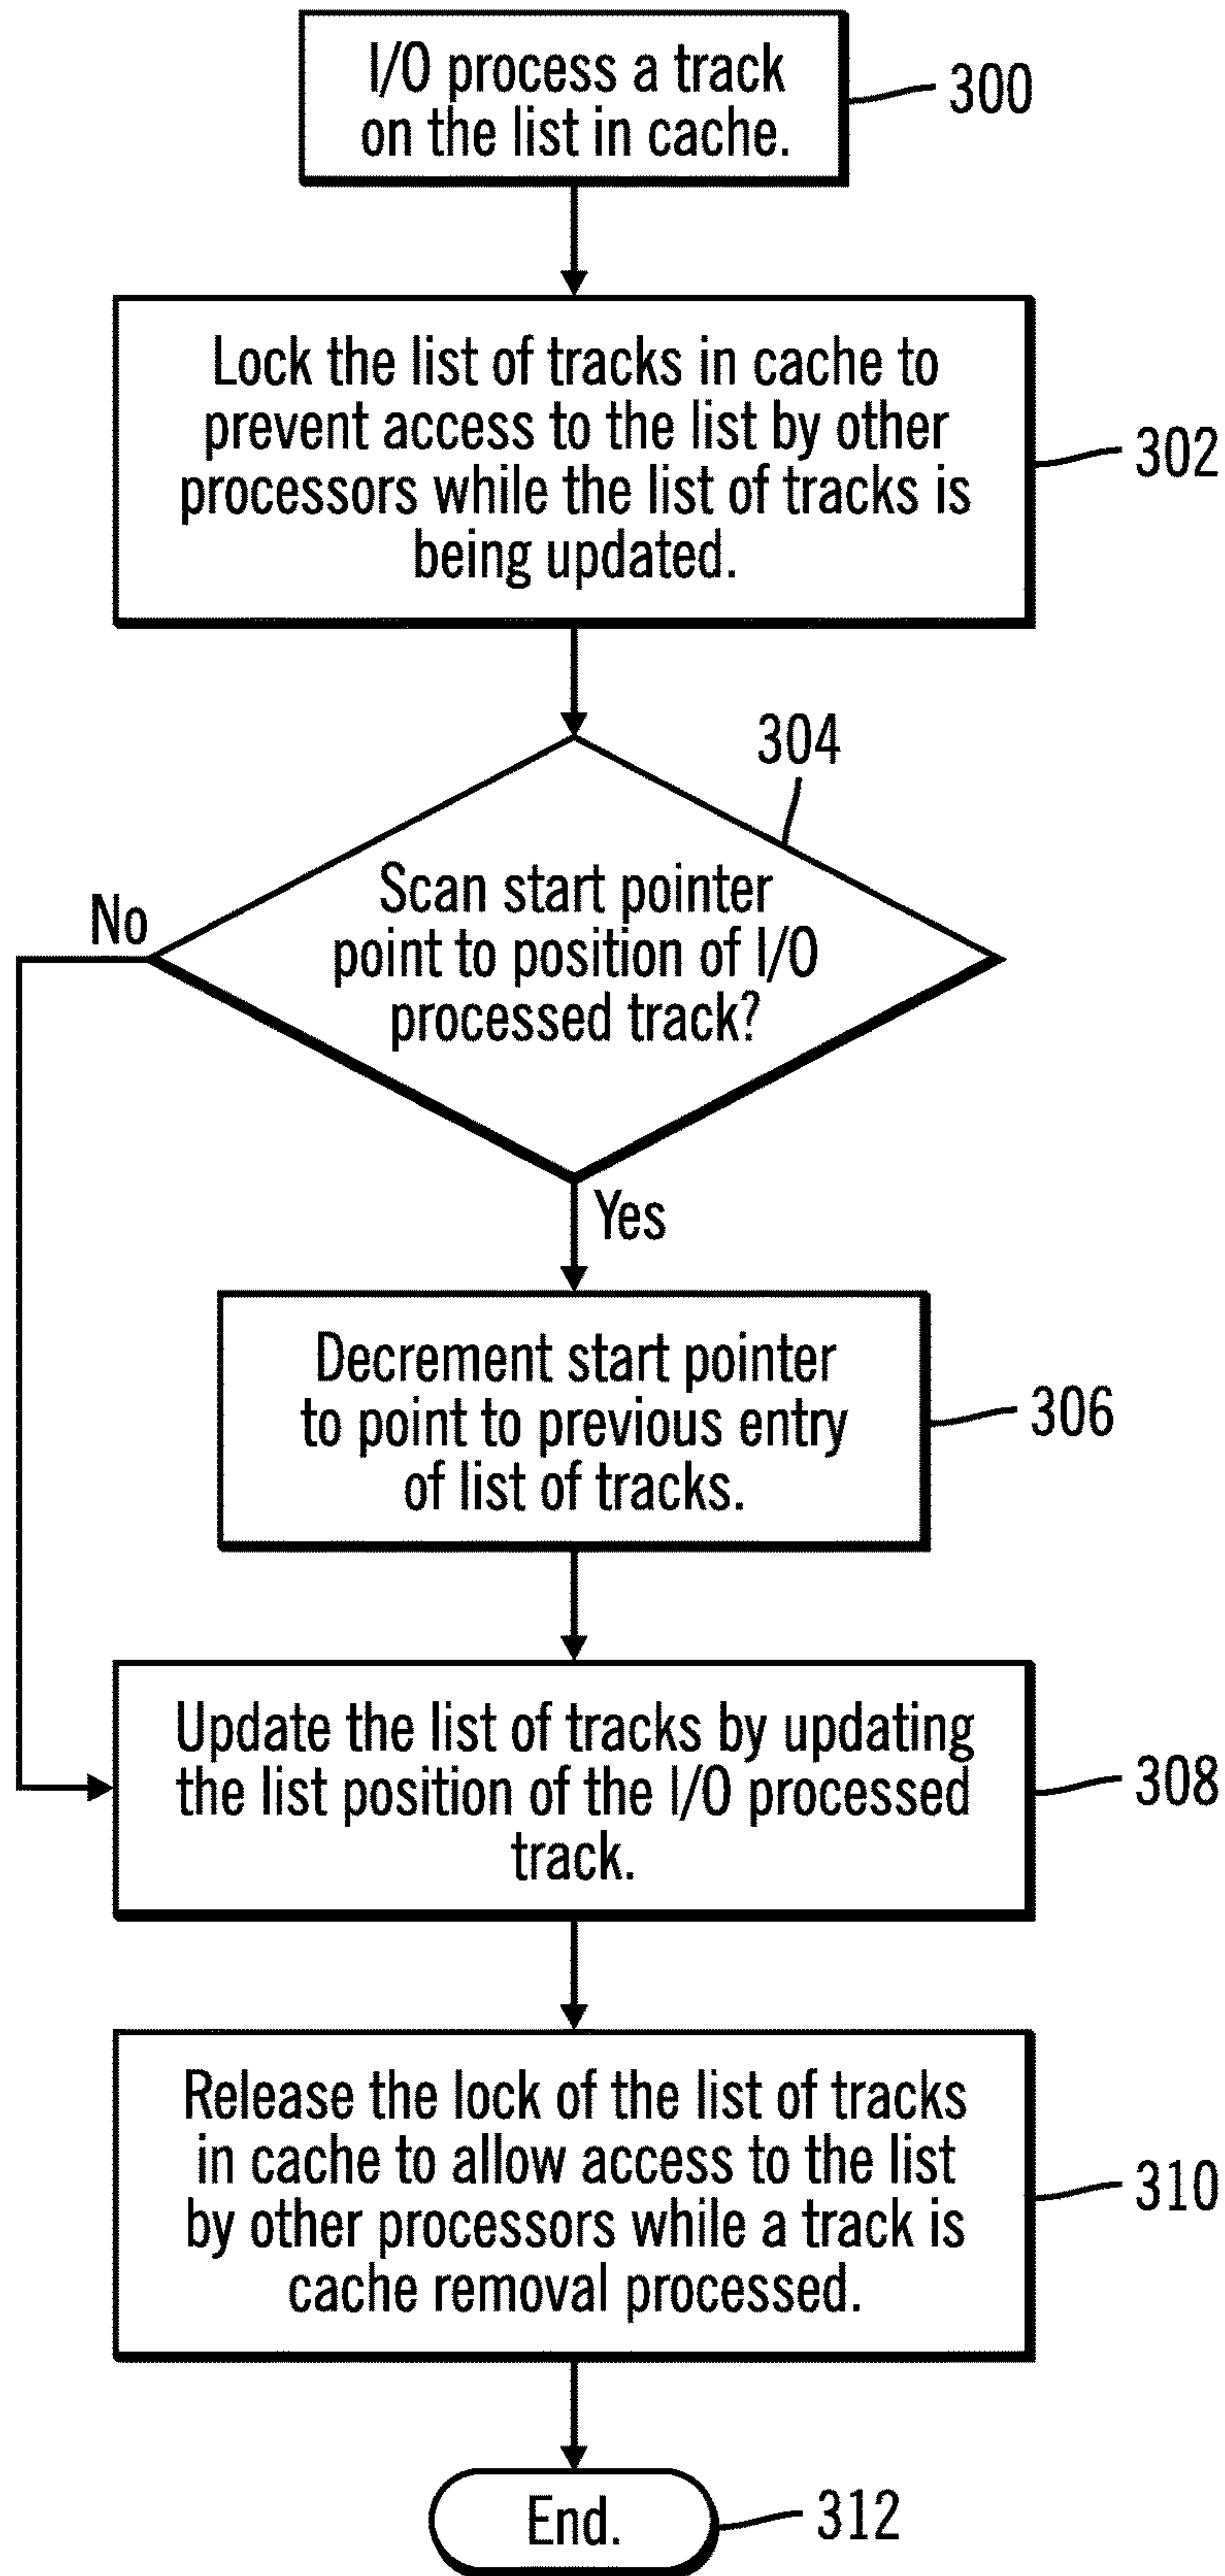 I/O process a track
on the list in cache.
300
Lock the list of tracks in cache to
prevent access to the list by other
processors while the list of tracks is
being updated.
302
304
Scan start pointer
point to position of I/O
processed track?
No
Yes
Decrement start pointer
to point to previous entry
of list of tracks.
306
Update the list of tracks by updating
the list position of the I/O processed
track.
308
Release the lock of the list of tracks
in cache to allow access to the list
by other processors while a track is
cache removal processed.
310
End.
312